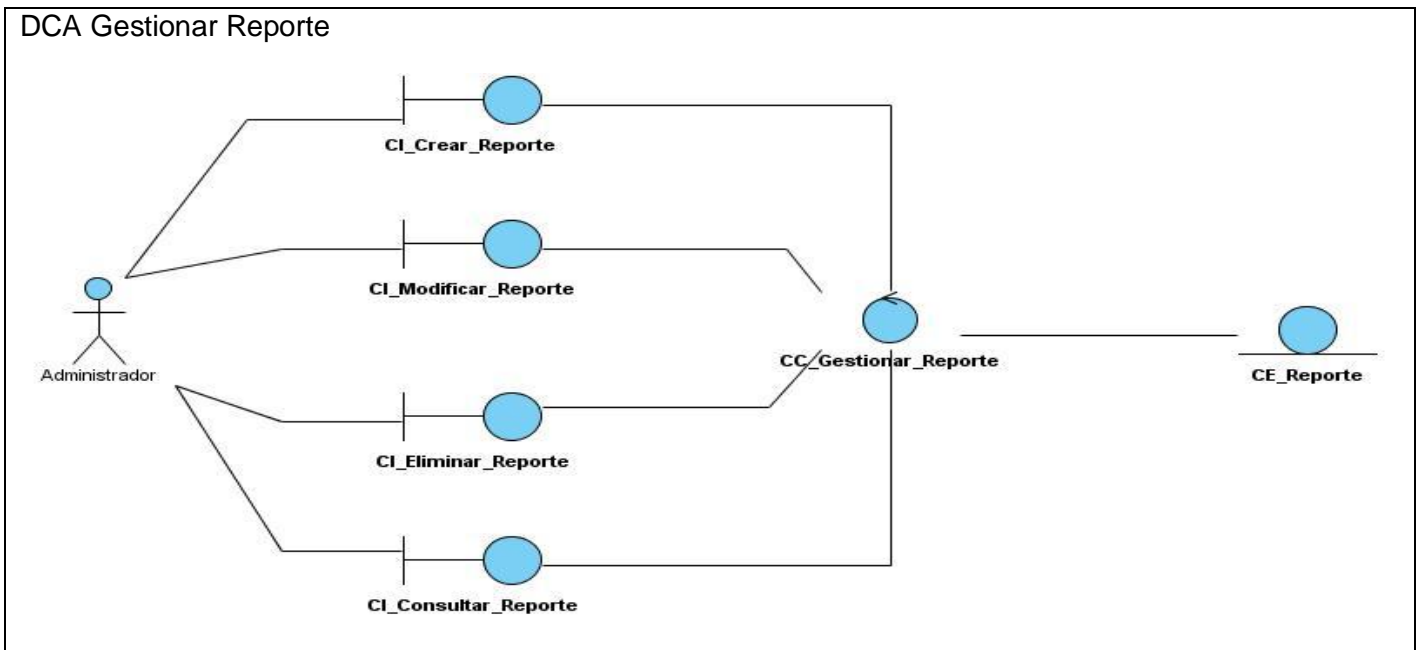 DCA Gestionar Reporte
CI_Crear_Reporte
CI_Modificar_Reporte
Administrador
CC_Gestionar_Reporte
CE_Reporte
CI_Eliminar_Reporte
CI_Consultar_Reporte